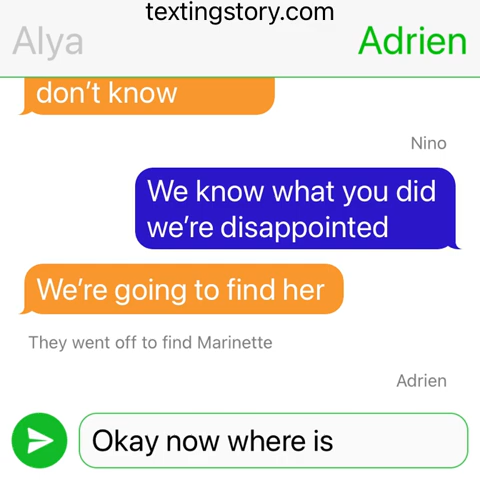 textingstory.com
Alya
Adrien
don't know
Nino
We know what you did
we're disappointed
We're going to find her
They went off to find Marinette
Adrien
Okay now where is